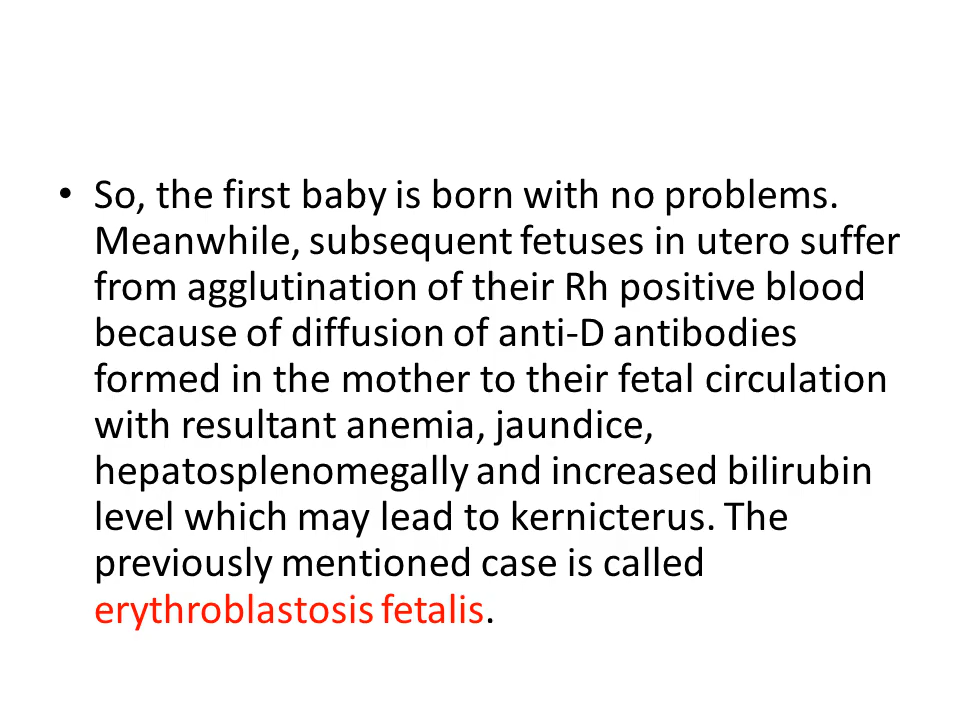 • So, the first baby is born with no problems.
Meanwhile, subsequent fetuses in utero suffer
from agglutination of their Rh positive blood
because of diffusion of anti-D antibodies
formed in the mother to their fetal circulation
with resultant anemia, jaundice,
hepatosplenomegally and increased bilirubin
level which may lead to kernicterus. The
previously mentioned case is called
erythroblastosis fetalis.